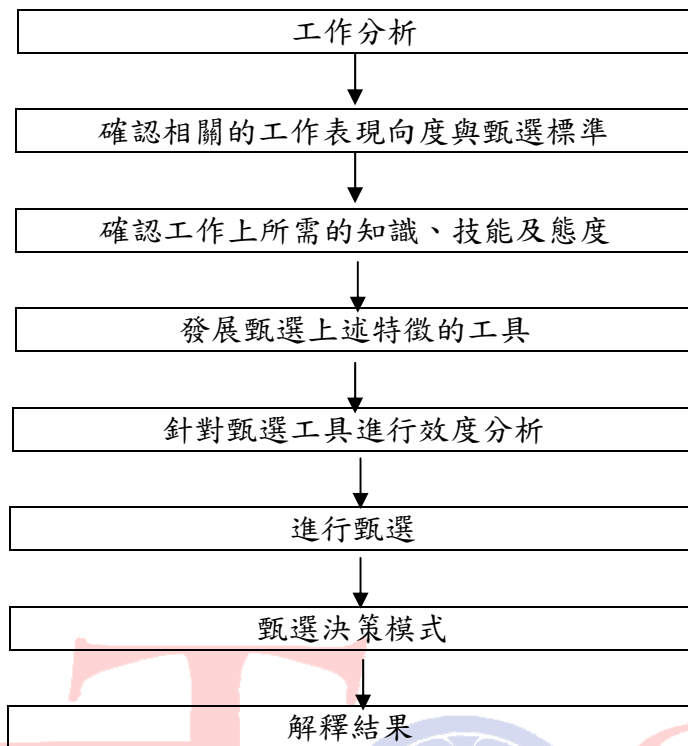 工作分析
確認相關的工作表現向度與甄選標準
確認工作上所需的知識、技能及態度
發展甄選上述特徵的工具
針對甄選工具進行效度分析
進行甄選
甄選決策模式
解釋結果